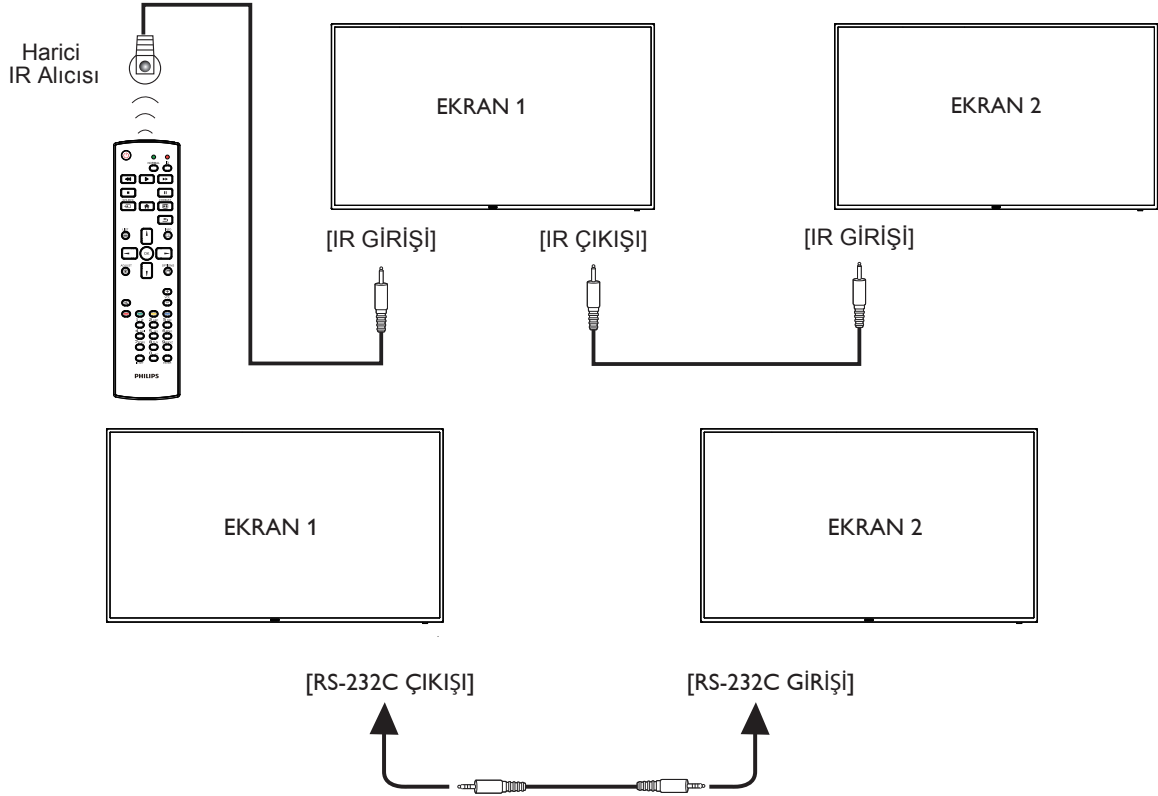 Harici
IR Alıcısı
EKRAN 1
EKRAN 2
[IR GİRİŞİ]
[IR ÇIKIŞI]
[IR GİRİŞİ]
PHILIPS
EKRAN 1
EKRAN 2
[RS-232C ÇIKIŞI]
[RS-232C GİRİŞİ]